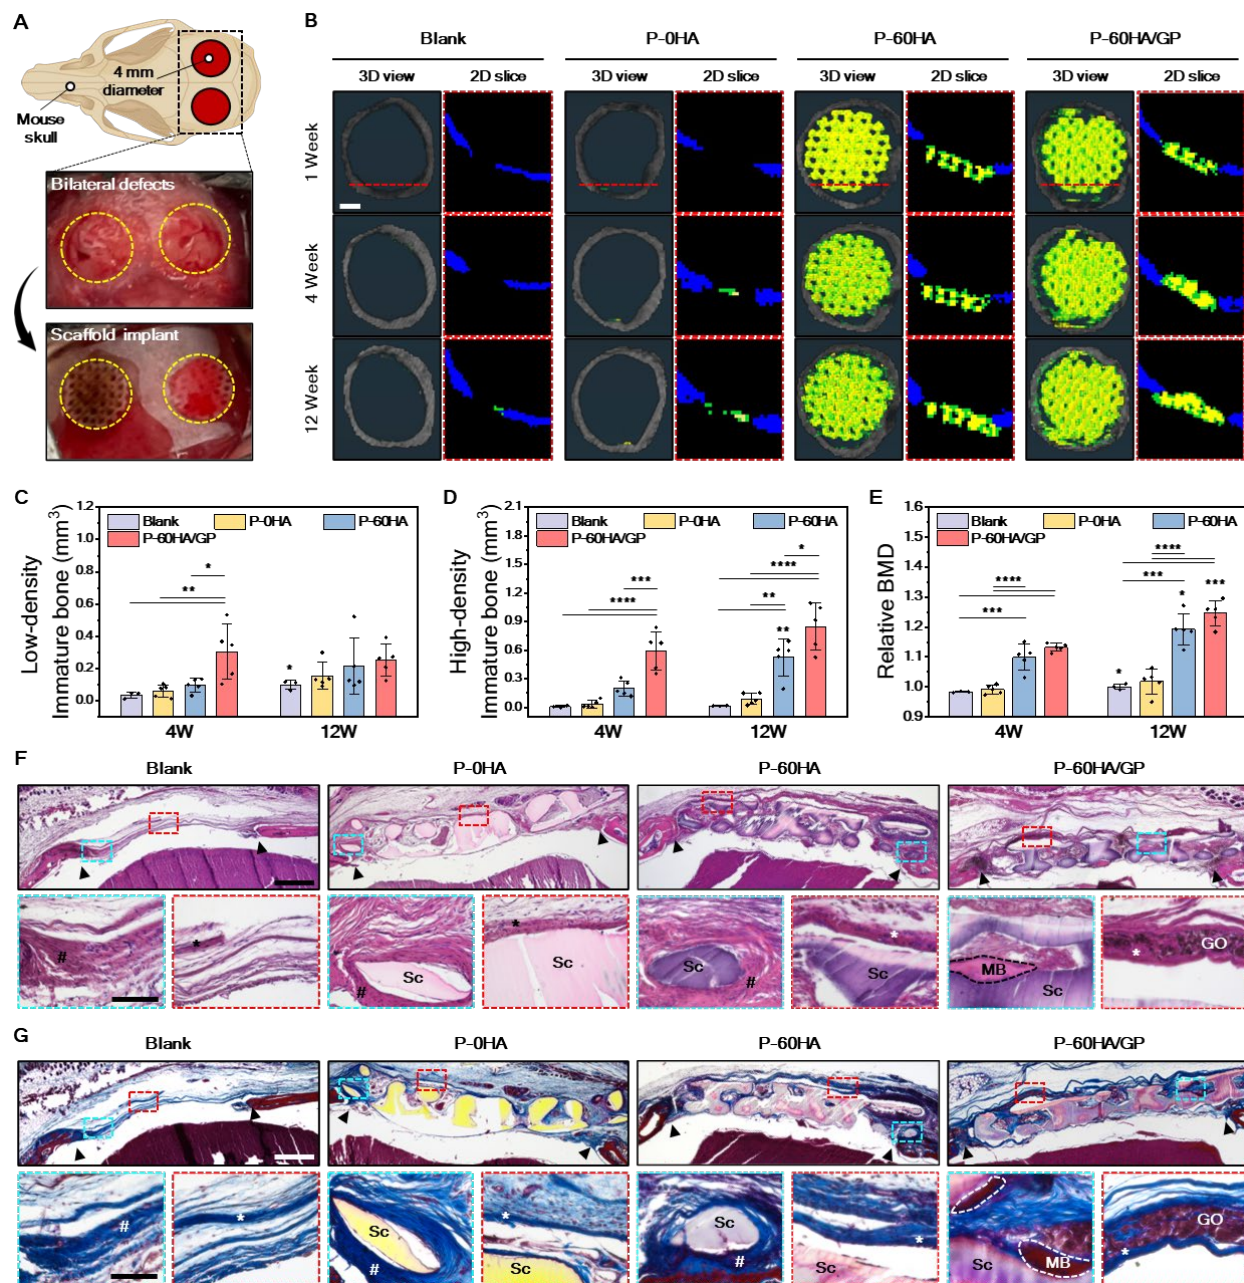 A
4 mm
diameter
Mouse
skull
Bilateral defects
Scaffold implant
B
Blank P-0HA P-60HA P-60HA/GP
3D view 2D slice 3D view 2D slice 3D view 2D slice 3D view 2D slice
1 Week
4 Week
12 Week
C
Low-density
Immature bone (mm³)
1.2
1.0
0.8
0.6
0.4
0.2
0.0
Blank P-0HA P-60HA
P-60HA/GP
*
**
*
4W 12W
D
High-density
Immature bone (mm³)
2.1
1.8
1.5
1.2
0.9
0.6
0.3
0.0
Blank P-0HA P-60HA
P-60HA/GP
***
****
*
****
**
**
4W 12W
E
Relative BMD
1.6
1.5
1.4
1.3
1.2
1.1
1.0
0.9
Blank P-0HA P-60HA
P-60HA/GP
****
***
****
***
*
*
***
4W 12W
F
Blank P-0HA P-60HA P-60HA/GP
# * Sc # * Sc Sc # * Sc MB Sc * GO
G
Blank P-0HA P-60HA P-60HA/GP
# * Sc # * Sc Sc # * Sc MB Sc * GO